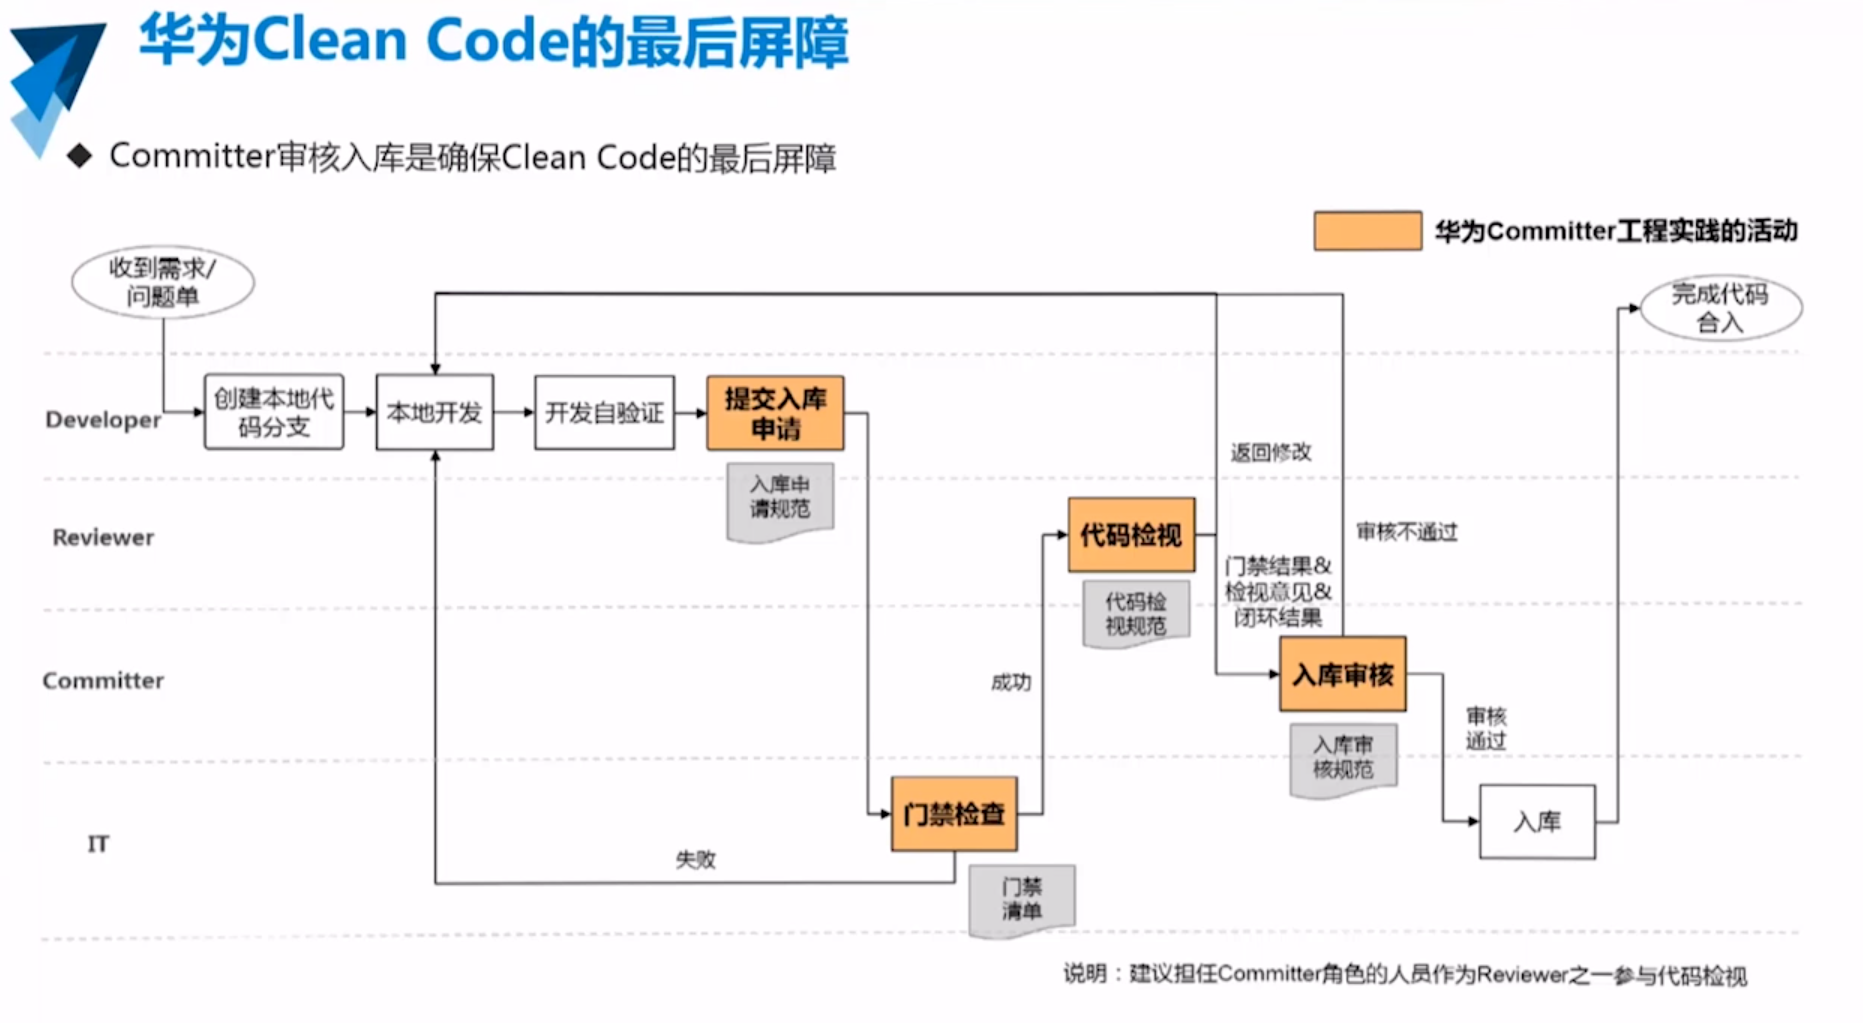 华为Clean Code的最后屏障
◆ Committer审核入库是确保Clean Code的最后屏障
华为Committer工程实践的活动
收到需求/
问题单
完成代码
合入
Developer
创建本地代
码分支
本地开发
开发自验证
提交入库
申请
入库申
请规范
返回修改
Reviewer
代码检视
代码检
视规范
审核不通过
门禁结果&
检视意见&
闭环结果
Committer
成功
入库审核
入库审
核规范
审核
通过
IT
门禁检查
失败
门禁
清单
入库
说明：建议担任Committer角色的人员作为Reviewer之一参与代码检视